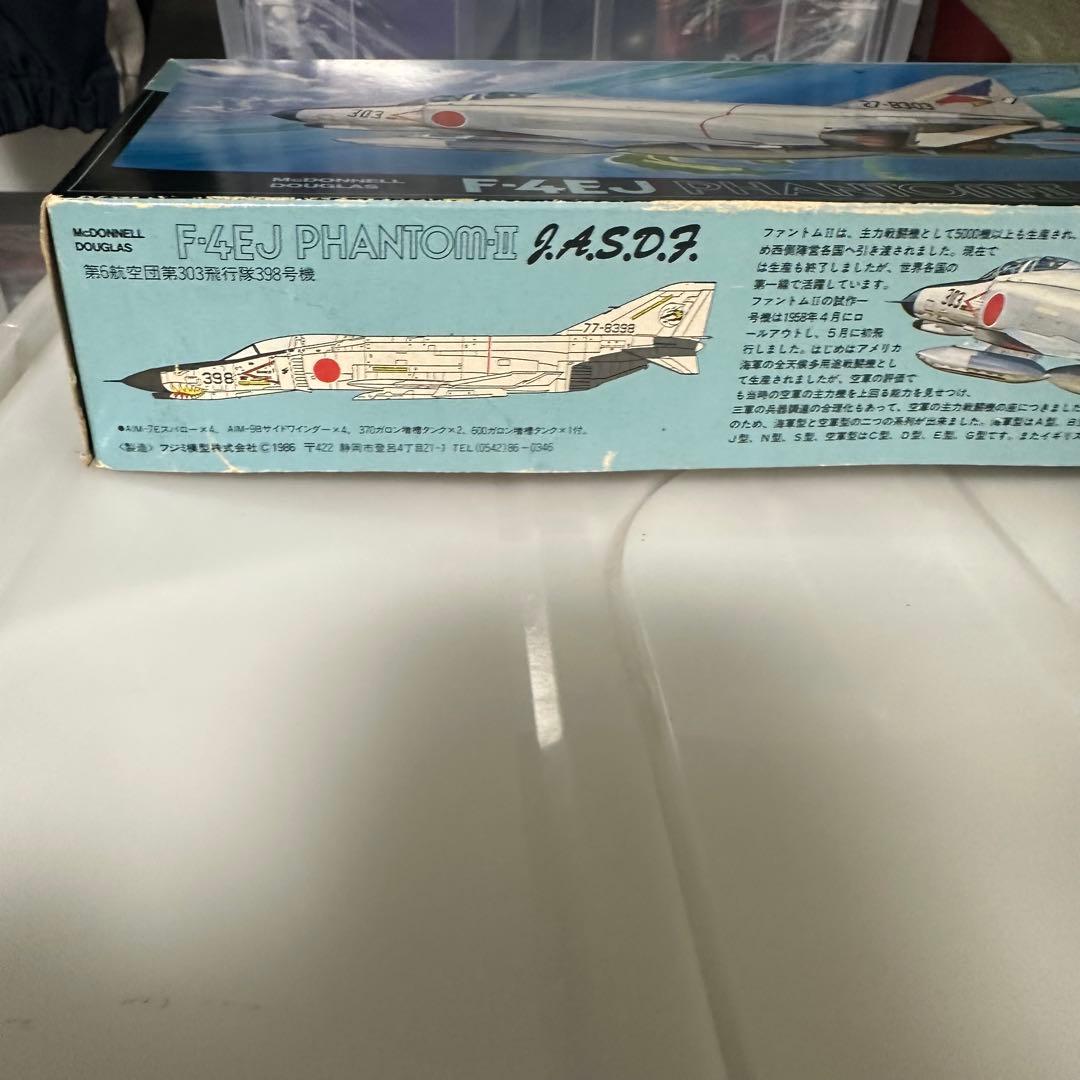 303
27-8303
McDONNELL
DOUGLAS
F-4EJ PHANTOM-II
McDONNELL
DOUGLAS
F-4EJ PHANTOM-II J.A.S.D.F.
第6航空団第303飛行隊398号機
77-8398
398
●AIM-7Eスパロー×4、AIM-9Bサイドワインダー×4、370ガロン増槽タンク×2、600ガロン増槽タンク×1付。
〈製造〉フジミ模型株式会社 ©1986 〒422 静岡市登呂4丁目21-1 TEL(0542)86-0346
ファントムIIは、主力戦闘機として5000機以上も生産され、
め西側陣営各国へ引き渡されました。現在で
は生産も終了しましたが、世界各国の
第一線で活躍しています。
ファントムIIの試作一
号機は1958年4月にロ
ールアウトし、5月に初飛
行しました。はじめはアメリカ
海軍の全天候多用途戦闘機とし
て生産されましたが、空軍の評価で
も当時の空軍の主力機を上回る能力を見せつけ、
三軍の兵器調達の合理化もあって、空軍の主力戦闘機の座につきました
のため、海軍型と空軍型の二つの系列が出来ました。海軍型はA型、B型
J型、N型、S型、空軍型はC型、D型、E型、G型です。またイギリス
303